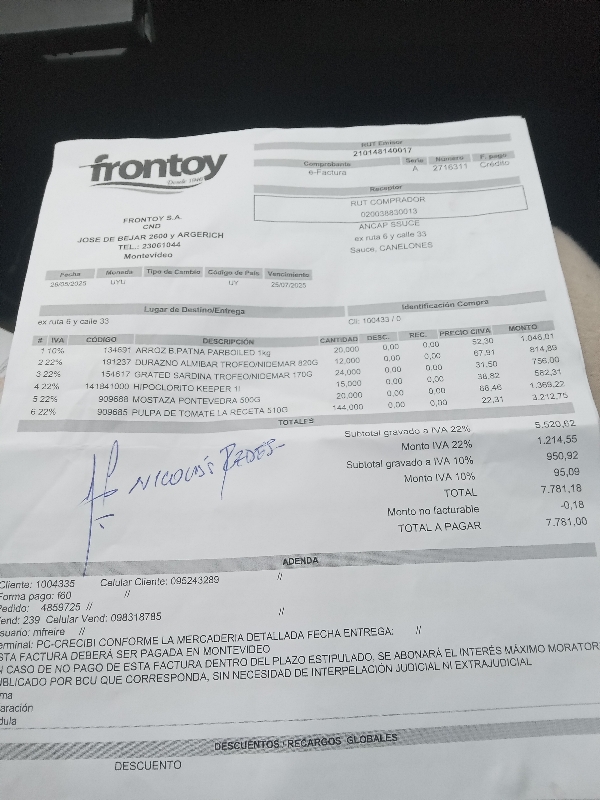 frontoy
Desde 1940
RUT Emisor
210148140017
Comprobante Serie Número F. pago
e-Factura A 2716311 Crédito
Receptor
RUT COMPRADOR
020038830013
ANCAP SSUCE
ex ruta 6 y calle 33
Sauce, CANELONES
FRONTOY S.A.
CND
JOSE DE BEJAR 2600 y ARGERICH
TEL.: 23061044
Montevideo
Fecha Moneda Tipo de Cambio Código de País Vencimiento
26/05/2025 UYU UY 25/07/2025
Lugar de Destino/Entrega Identificación Compra
ex ruta 6 y calle 33 Cli: 100433 / 0
# IVA CÓDIGO DESCRIPCIÓN CANTIDAD DESC. REC. PRECIO C/IVA MONTO
1 10% 134691 ARROZ B.PATNA PARBOILED 1kg 20,000 0,00 0,00 52,30 1.046,01
2 22% 191237 DURAZNO ALMIBAR TROFEO/NIDEMAR 820G 12,000 0,00 0,00 67,91 814,89
3 22% 154617 GRATED SARDINA TROFEO/NIDEMAR 170G 24,000 0,00 0,00 31,50 756,00
4 22% 141841000 HIPOCLORITO KEEPER 1l 15,000 0,00 0,00 38,82 582,31
5 22% 909688 MOSTAZA PONTEVEDRA 500G 20,000 0,00 0,00 68,46 1.369,22
6 22% 909685 PULPA DE TOMATE LA RECETA 510G 144,000 0,00 0,00 22,31 3.212,75
TOTALES
Subtotal gravado a IVA 22% 5.520,62
Monto IVA 22% 1.214,55
Subtotal gravado a IVA 10% 950,92
Monto IVA 10% 95,09
TOTAL 7.781,18
Monto no facturable -0,18
TOTAL A PAGAR 7.781,00
NICOLÁS
ADENDA
Cliente: 1004335 Celular Cliente: 095243289 //
Forma pago: f60 //
Pedido: 4859725 //
end: 239 Celular Vend: 098318785 //
suario: mfreire //
erminal: PC-CRECIBI CONFORME LA MERCADERIA DETALLADA FECHA ENTREGA: //
STA FACTURA DEBERÁ SER PAGADA EN MONTEVIDEO
N CASO DE NO PAGO DE ESTA FACTURA DENTRO DEL PLAZO ESTIPULADO, SE ABONARÁ EL INTERÉS MÁXIMO MORATOR
UBLICADO POR BCU QUE CORRESPONDA, SIN NECESIDAD DE INTERPELACIÓN JUDICIAL NI EXTRAJUDICIAL
ma
aración
dula
DESCUENTOS / RECARGOS GLOBALES
DESCUENTO